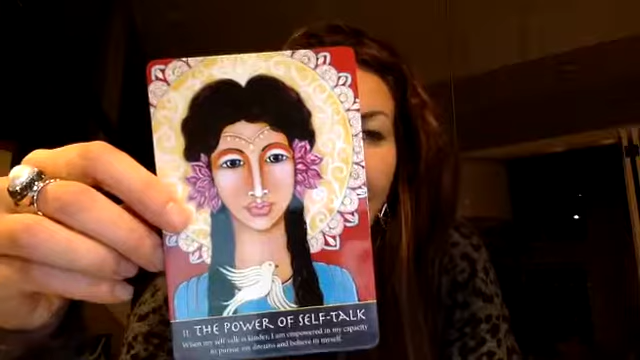 11 THE POWER OF SELF-TALK
When my self-talk is kinder, I am empowered in my capacity
to pursue my dreams and believe in myself.